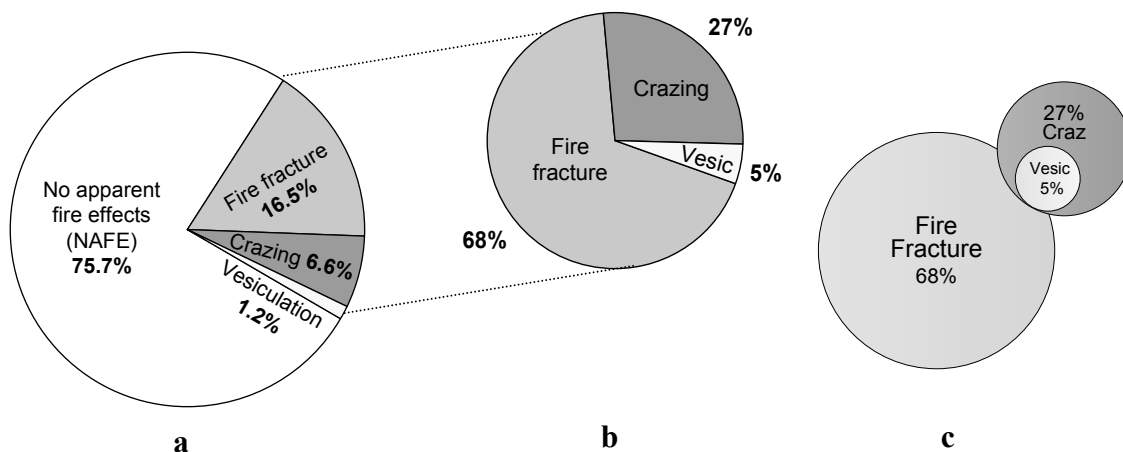 No apparent
fire effects
(NAFE)
75.7%
Fire fracture
16.5%
Crazing 6.6%
Vesiculation
1.2%
a
27%
Crazing
Fire
fracture
Vesic
5%
68%
b
27%
Craz
Vesic
5%
Fire
Fracture
68%
c